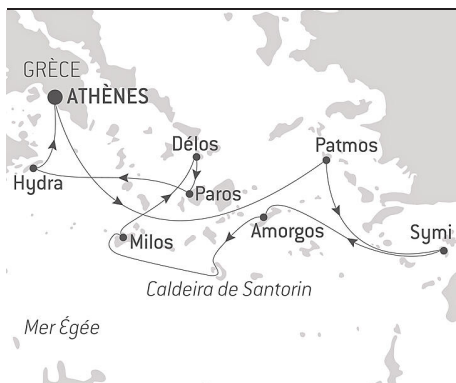 GRÈCE
ATHÈNES
Délos
Patmos
Hydra
Paros
Amorgos
Symi
Milos
Caldeira de Santorin
Mer Égée